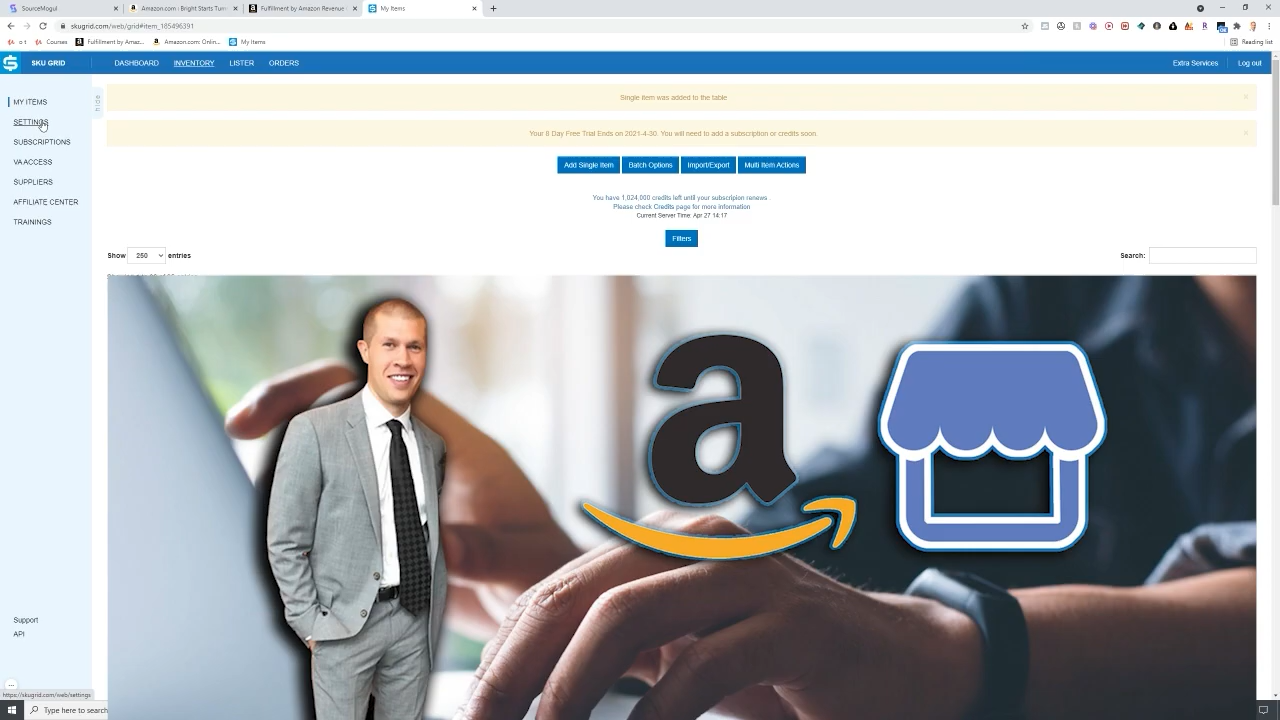 SourceMogul
Amazon.com : Bright Starts Turn
Fulfillment by Amazon Revenue
My Items
skugrid.com/web/grid#item_185496391
Courses
Fulfillment by Amaz...
Amazon.com: Onlin...
My Items
Reading list
SKU GRID
DASHBOARD
INVENTORY
LISTER
ORDERS
Extra Services
Log out
hide
MY ITEMS
SETTINGS
SUBSCRIPTIONS
VA ACCESS
SUPPLIERS
AFFILIATE CENTER
TRAININGS
Single item was added to the table
Your 8 Day Free Trial Ends on 2021-4-30. You will need to add a subscription or credits soon.
Add Single Item
Batch Options
Import/Export
Multi Item Actions
You have 1,024,000 credits left until your subscripion renews .
Please check Credits page for more information
Current Server Time: Apr 27 14:17
Filters
Show 250 entries
Search:
a
Support
API
https://skugrid.com/web/settings
Type here to search